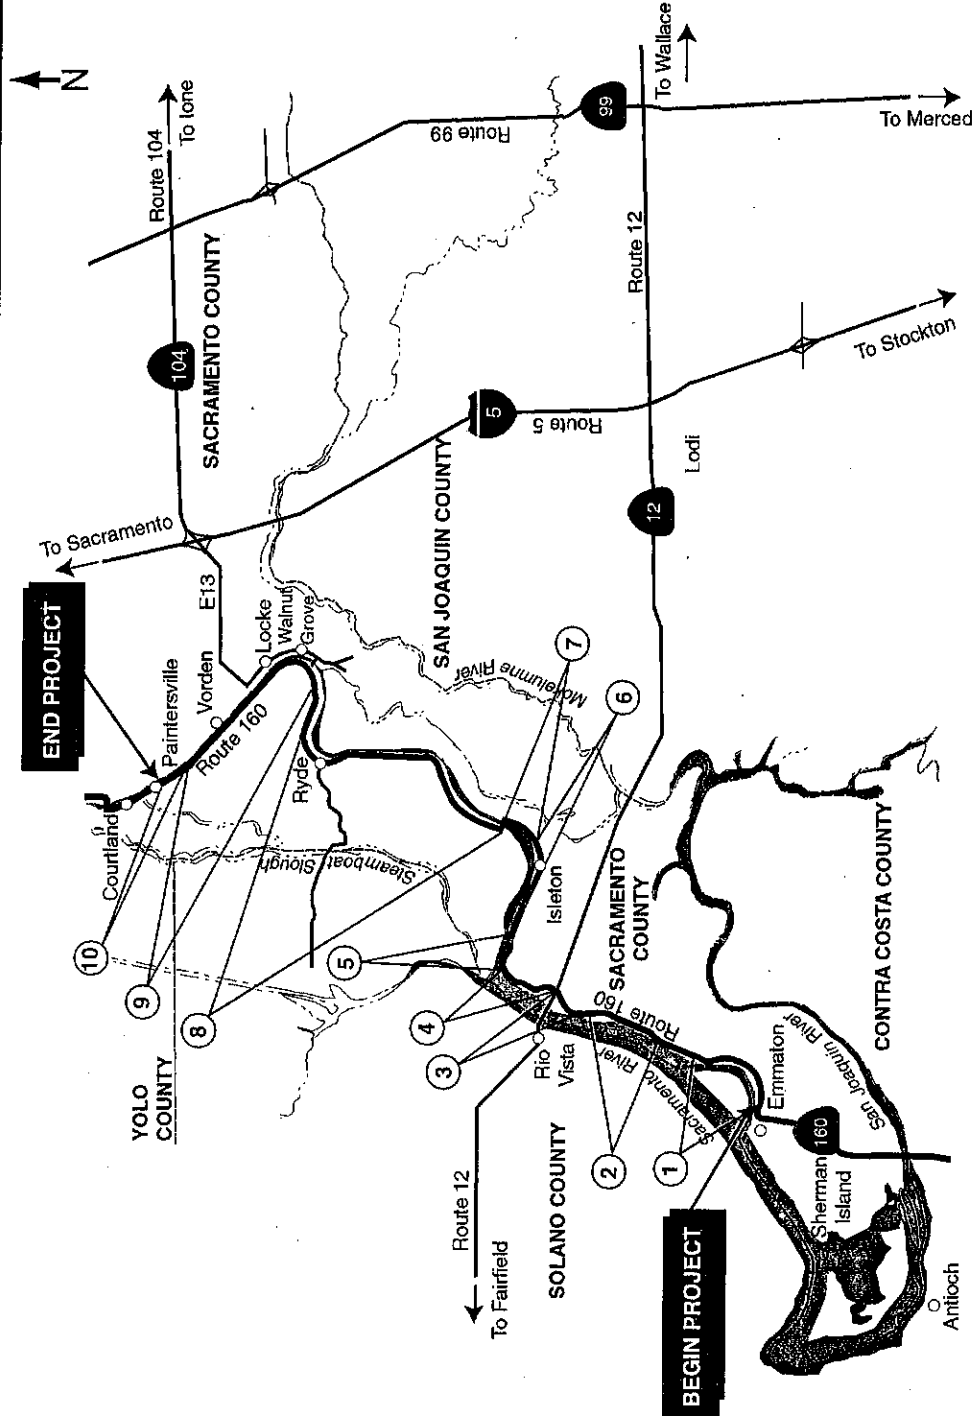 N
Route 104
To Ione
104
SACRAMENTO COUNTY
Route 99
99
To Wallace
To Merced
Route 12
To Stockton
5
Route 5
Lodi
12
SAN JOAQUIN COUNTY
To Sacramento
E13
END PROJECT
Locke
Walnut
Grove
Vorden
Paintersville
Route 160
Courtland
Ryde
Mokelumne River
Steamboat Slough
7
6
Isleton
SACRAMENTO
COUNTY
10
9
8
5
4
3
YOLO
COUNTY
Rio
Vista
Route 160
Sacramento River
San Joaquin River
CONTRA COSTA COUNTY
Emmaton
160
Sherman
Island
2
1
SOLANO COUNTY
Route 12
To Fairfield
BEGIN PROJECT
Antioch